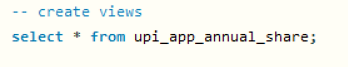 -- create views
select * from upi_app_annual_share;